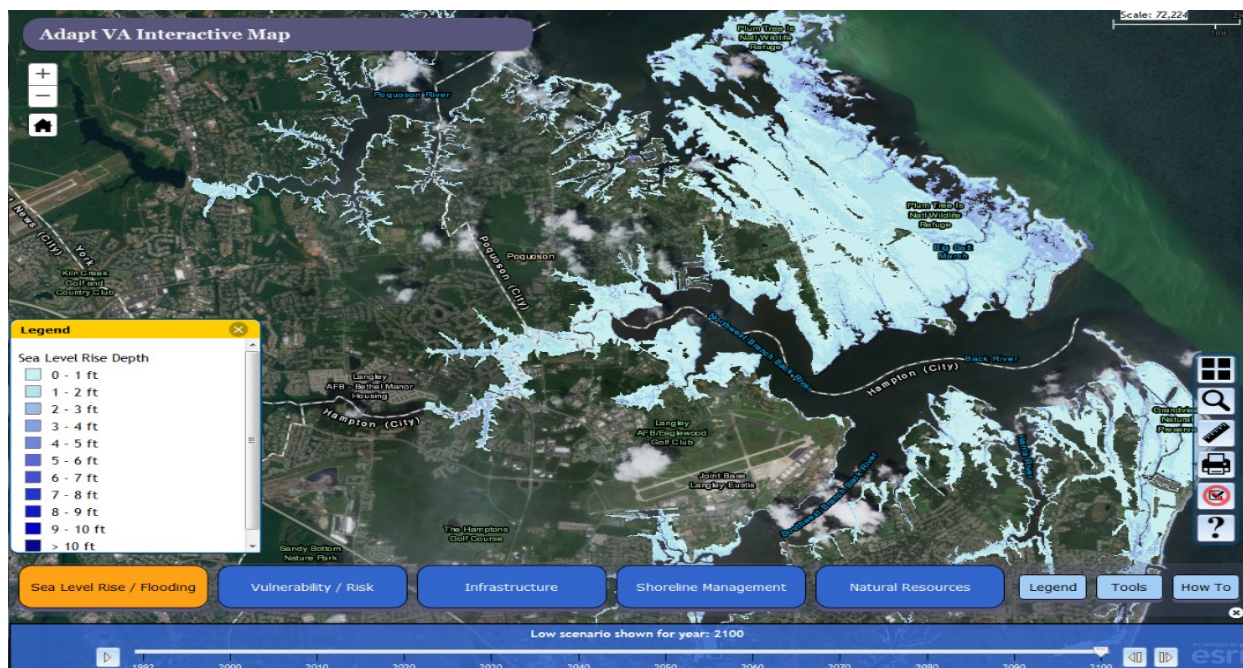 Adapt VA Interactive Map
Scale: 72,224
1mi
+
−
Plum Tree Is
Natl Wildlife
Refuge
Poquoson River
News (City)
York
Kiln Creek
Golf and
Country Club
Poquoson (City)
Poquoson
Plum Tree Is
Natl Wildlife
Refuge
Big Salt
Marsh
Northwest Branch Back River
Back River
Hampton (City)
Langley
AFB - Bethel Manor
Housing
Hampton (City)
Langley
AFB/Eaglewood
Golf Club
Joint Base
Langley-Eustis
Southwest Branch Back River
Grandview
Natural
Preserve
The Hamptons
Golf Course
Sandy Bottom
Nature Park
Legend
Sea Level Rise Depth
0 - 1 ft
1 - 2 ft
2 - 3 ft
3 - 4 ft
4 - 5 ft
5 - 6 ft
6 - 7 ft
7 - 8 ft
8 - 9 ft
9 - 10 ft
> 10 ft
?
Sea Level Rise / Flooding
Vulnerability / Risk
Infrastructure
Shoreline Management
Natural Resources
Legend
Tools
How To
Low scenario shown for year: 2100
1992 2000 2010 2020 2030 2040 2050 2060 2070 2080 2090 2100
POWERED BY
esri